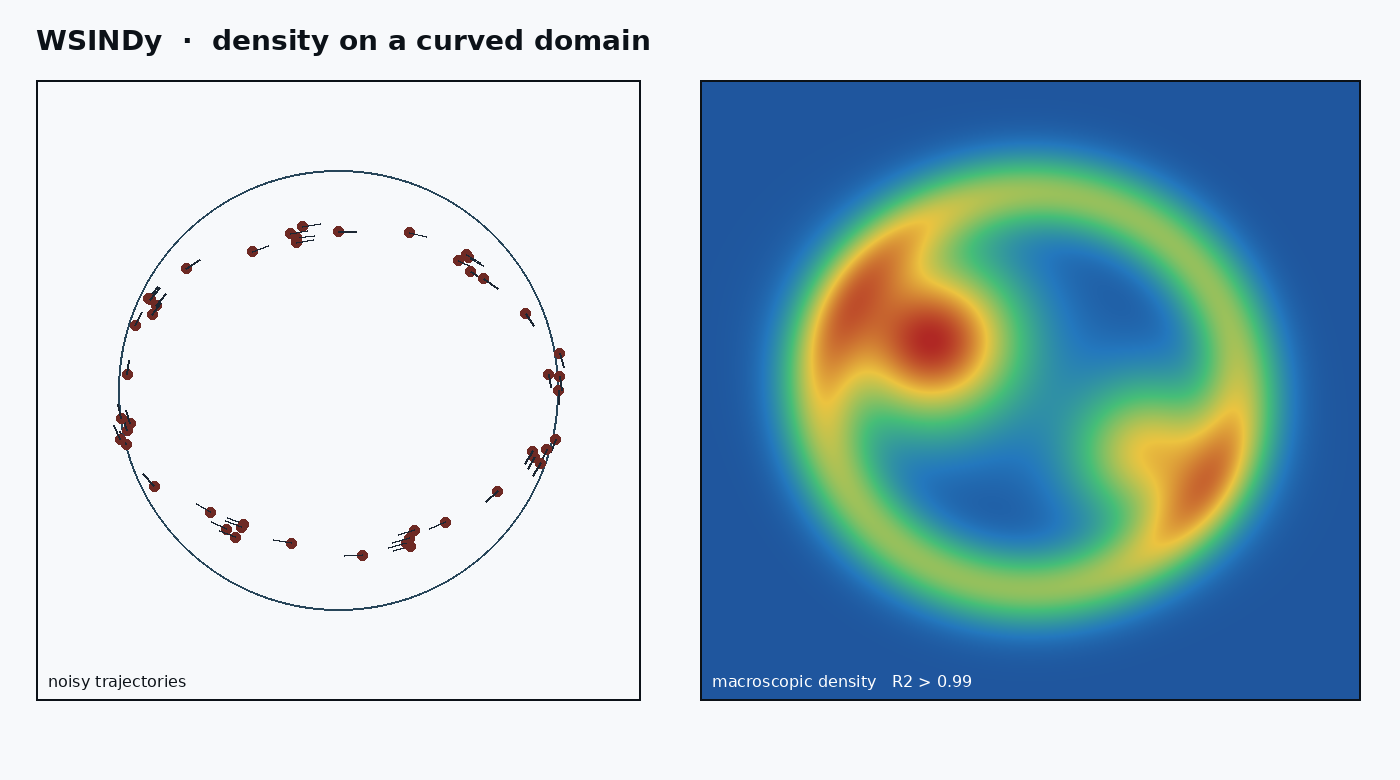 WSINDy · density on a curved domain
noisy trajectories
macroscopic density R2 > 0.99